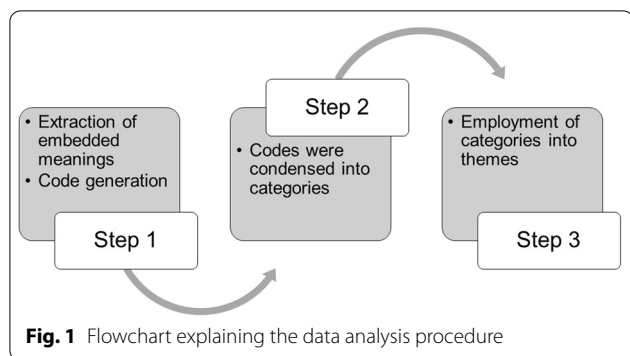 • Extraction of
embedded
meanings
• Code generation
Step 1
Step 2
• Codes were
condensed into
categories
• Employment of
categories into
themes
Step 3
Fig. 1 Flowchart explaining the data analysis procedure